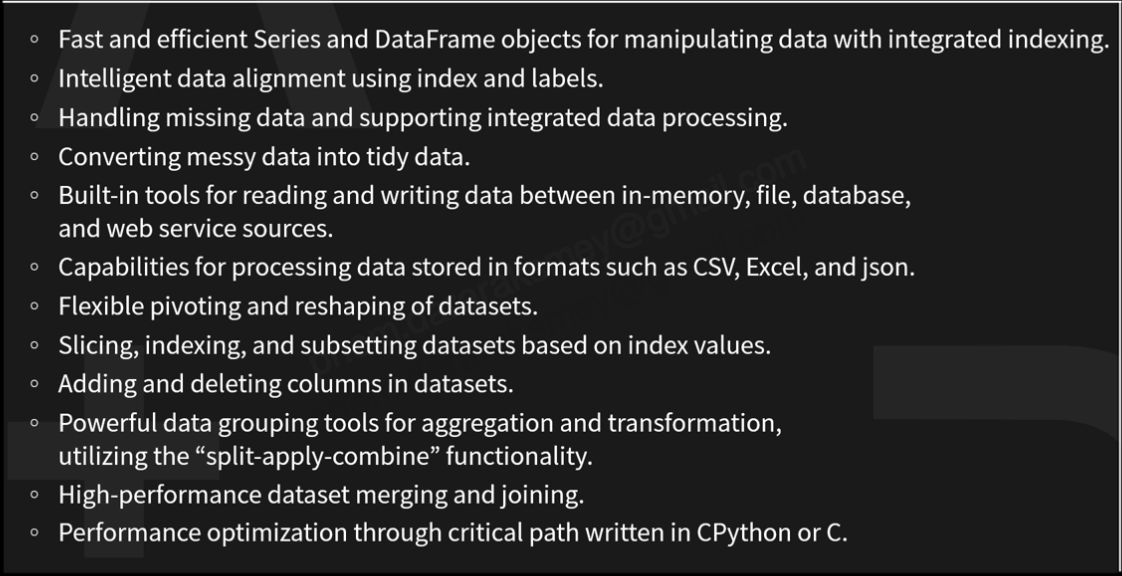 Fast and efficient Series and DataFrame objects for manipulating data with integrated indexing.
Intelligent data alignment using index and labels.
Handling missing data and supporting integrated data processing.
Converting messy data into tidy data.
Built-in tools for reading and writing data between in-memory, file, database,
and web service sources.
Capabilities for processing data stored in formats such as CSV, Excel, and json.
Flexible pivoting and reshaping of datasets.
Slicing, indexing, and subsetting datasets based on index values.
Adding and deleting columns in datasets.
Powerful data grouping tools for aggregation and transformation,
utilizing the “split-apply-combine” functionality.
High-performance dataset merging and joining.
Performance optimization through critical path written in CPython or C.